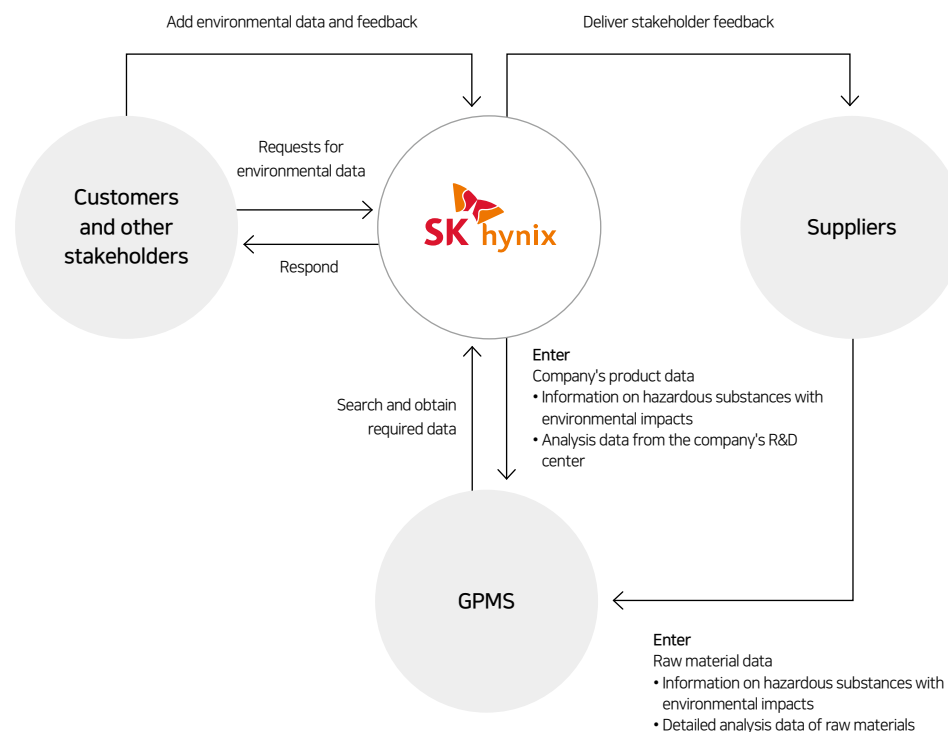 Add environmental data and feedback
Deliver stakeholder feedback
Requests for
environmental data
Customers
and other
stakeholders
SK hynix
Suppliers
Respond
Search and obtain
required data
Enter
Company's product data
• Information on hazardous substances with
environmental impacts
• Analysis data from the company's R&D
center
GPMS
Enter
Raw material data
• Information on hazardous substances with
environmental impacts
• Detailed analysis data of raw materials